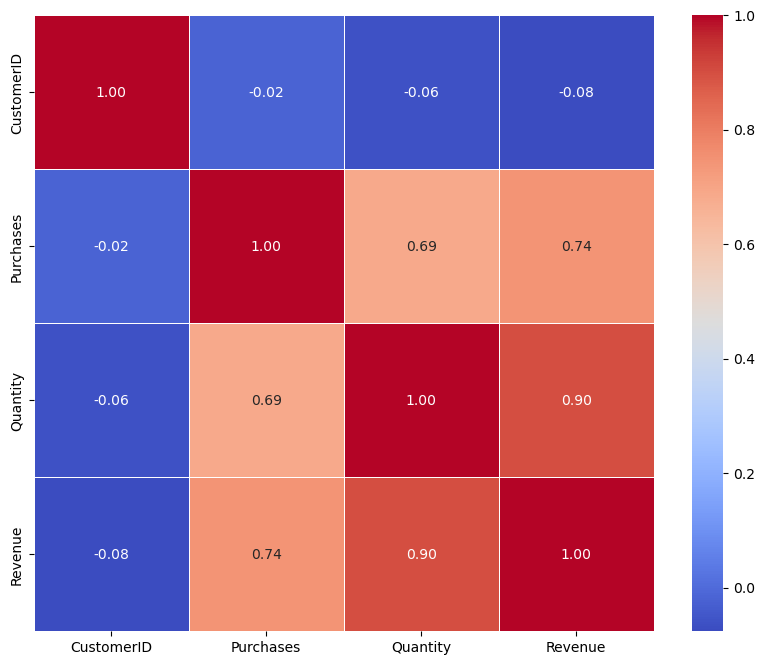 1.0
CustomerID 1.00 -0.02 -0.06 -0.08
0.8
Purchases -0.02 1.00 0.69 0.74
0.6
0.4
Quantity -0.06 0.69 1.00 0.90
0.2
Revenue -0.08 0.74 0.90 1.00
0.0
CustomerID Purchases Quantity Revenue